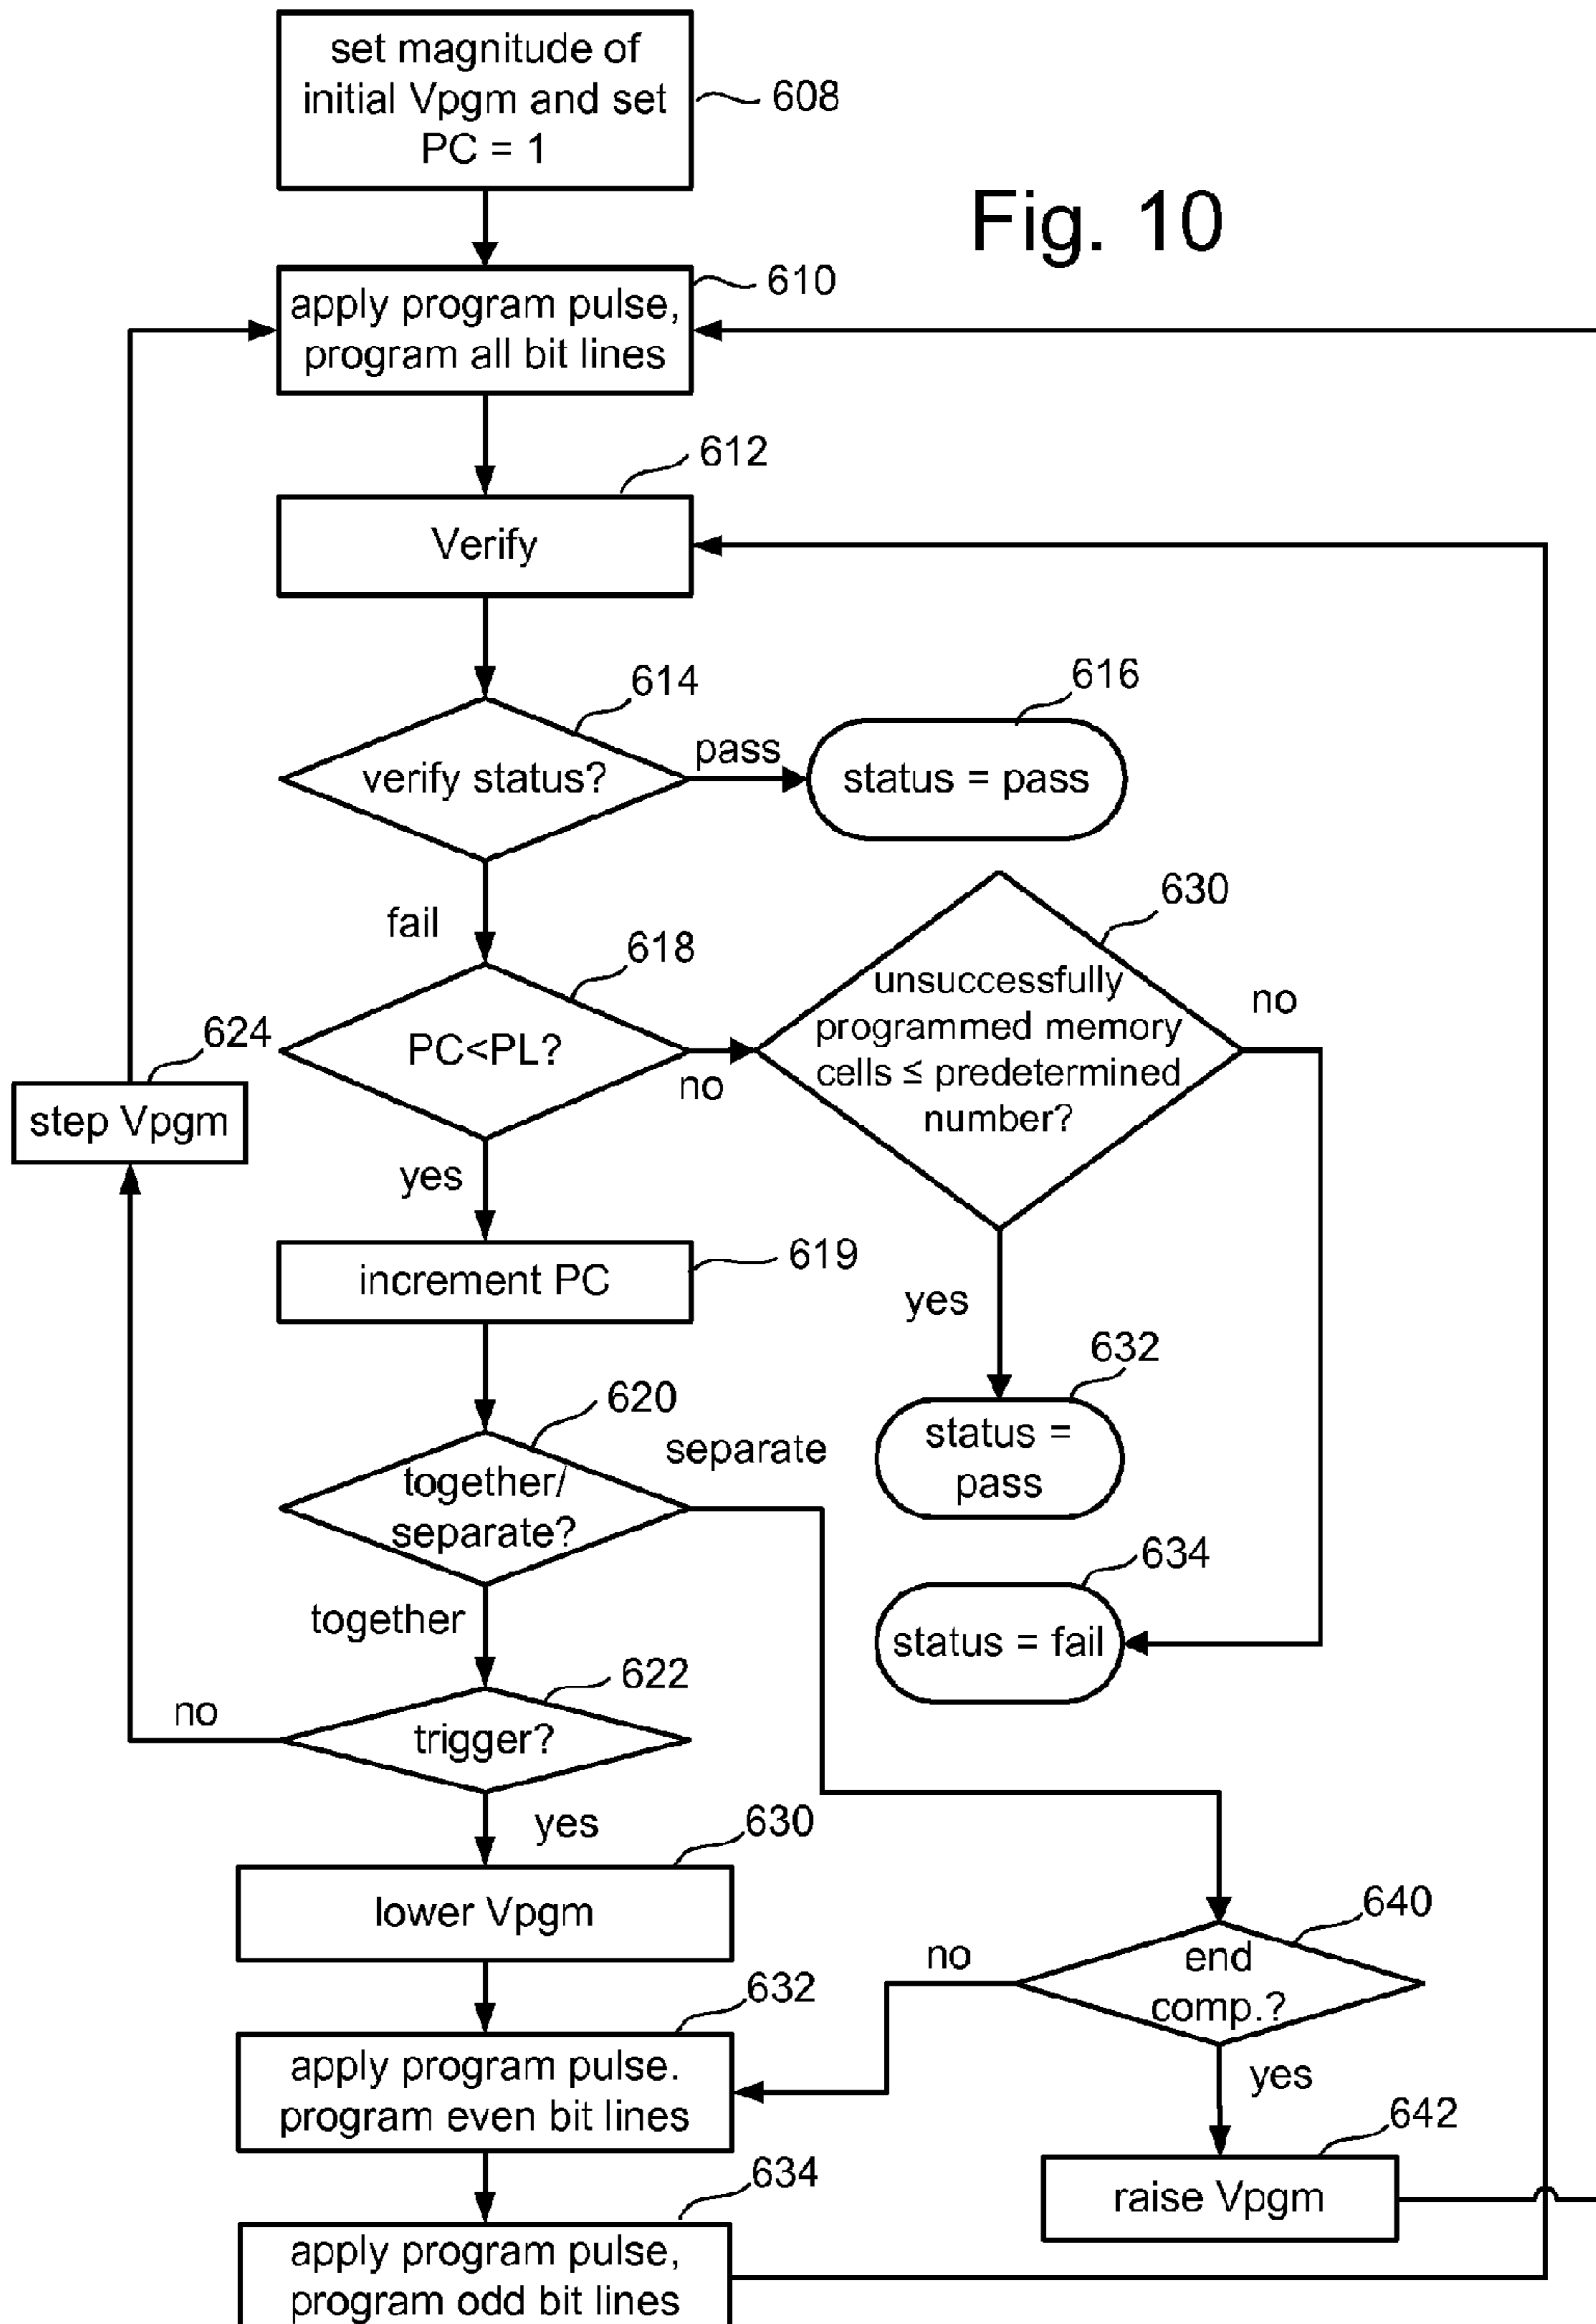 set magnitude of
initial Vpgm and set
PC = 1
608
Fig. 10
610
apply program pulse,
program all bit lines
612
Verify
614
616
verify status?
pass
status = pass
fail
630
618
unsuccessfully
programmed memory
cells ≤ predetermined
number?
no
624
PC<PL?
no
step Vpgm
yes
619
increment PC
yes
632
620
separate
status =
pass
together/
separate?
634
together
status = fail
622
no
trigger?
yes
630
lower Vpgm
640
no
end
comp.?
632
apply program pulse.
program even bit lines
yes
642
634
raise Vpgm
apply program pulse,
program odd bit lines